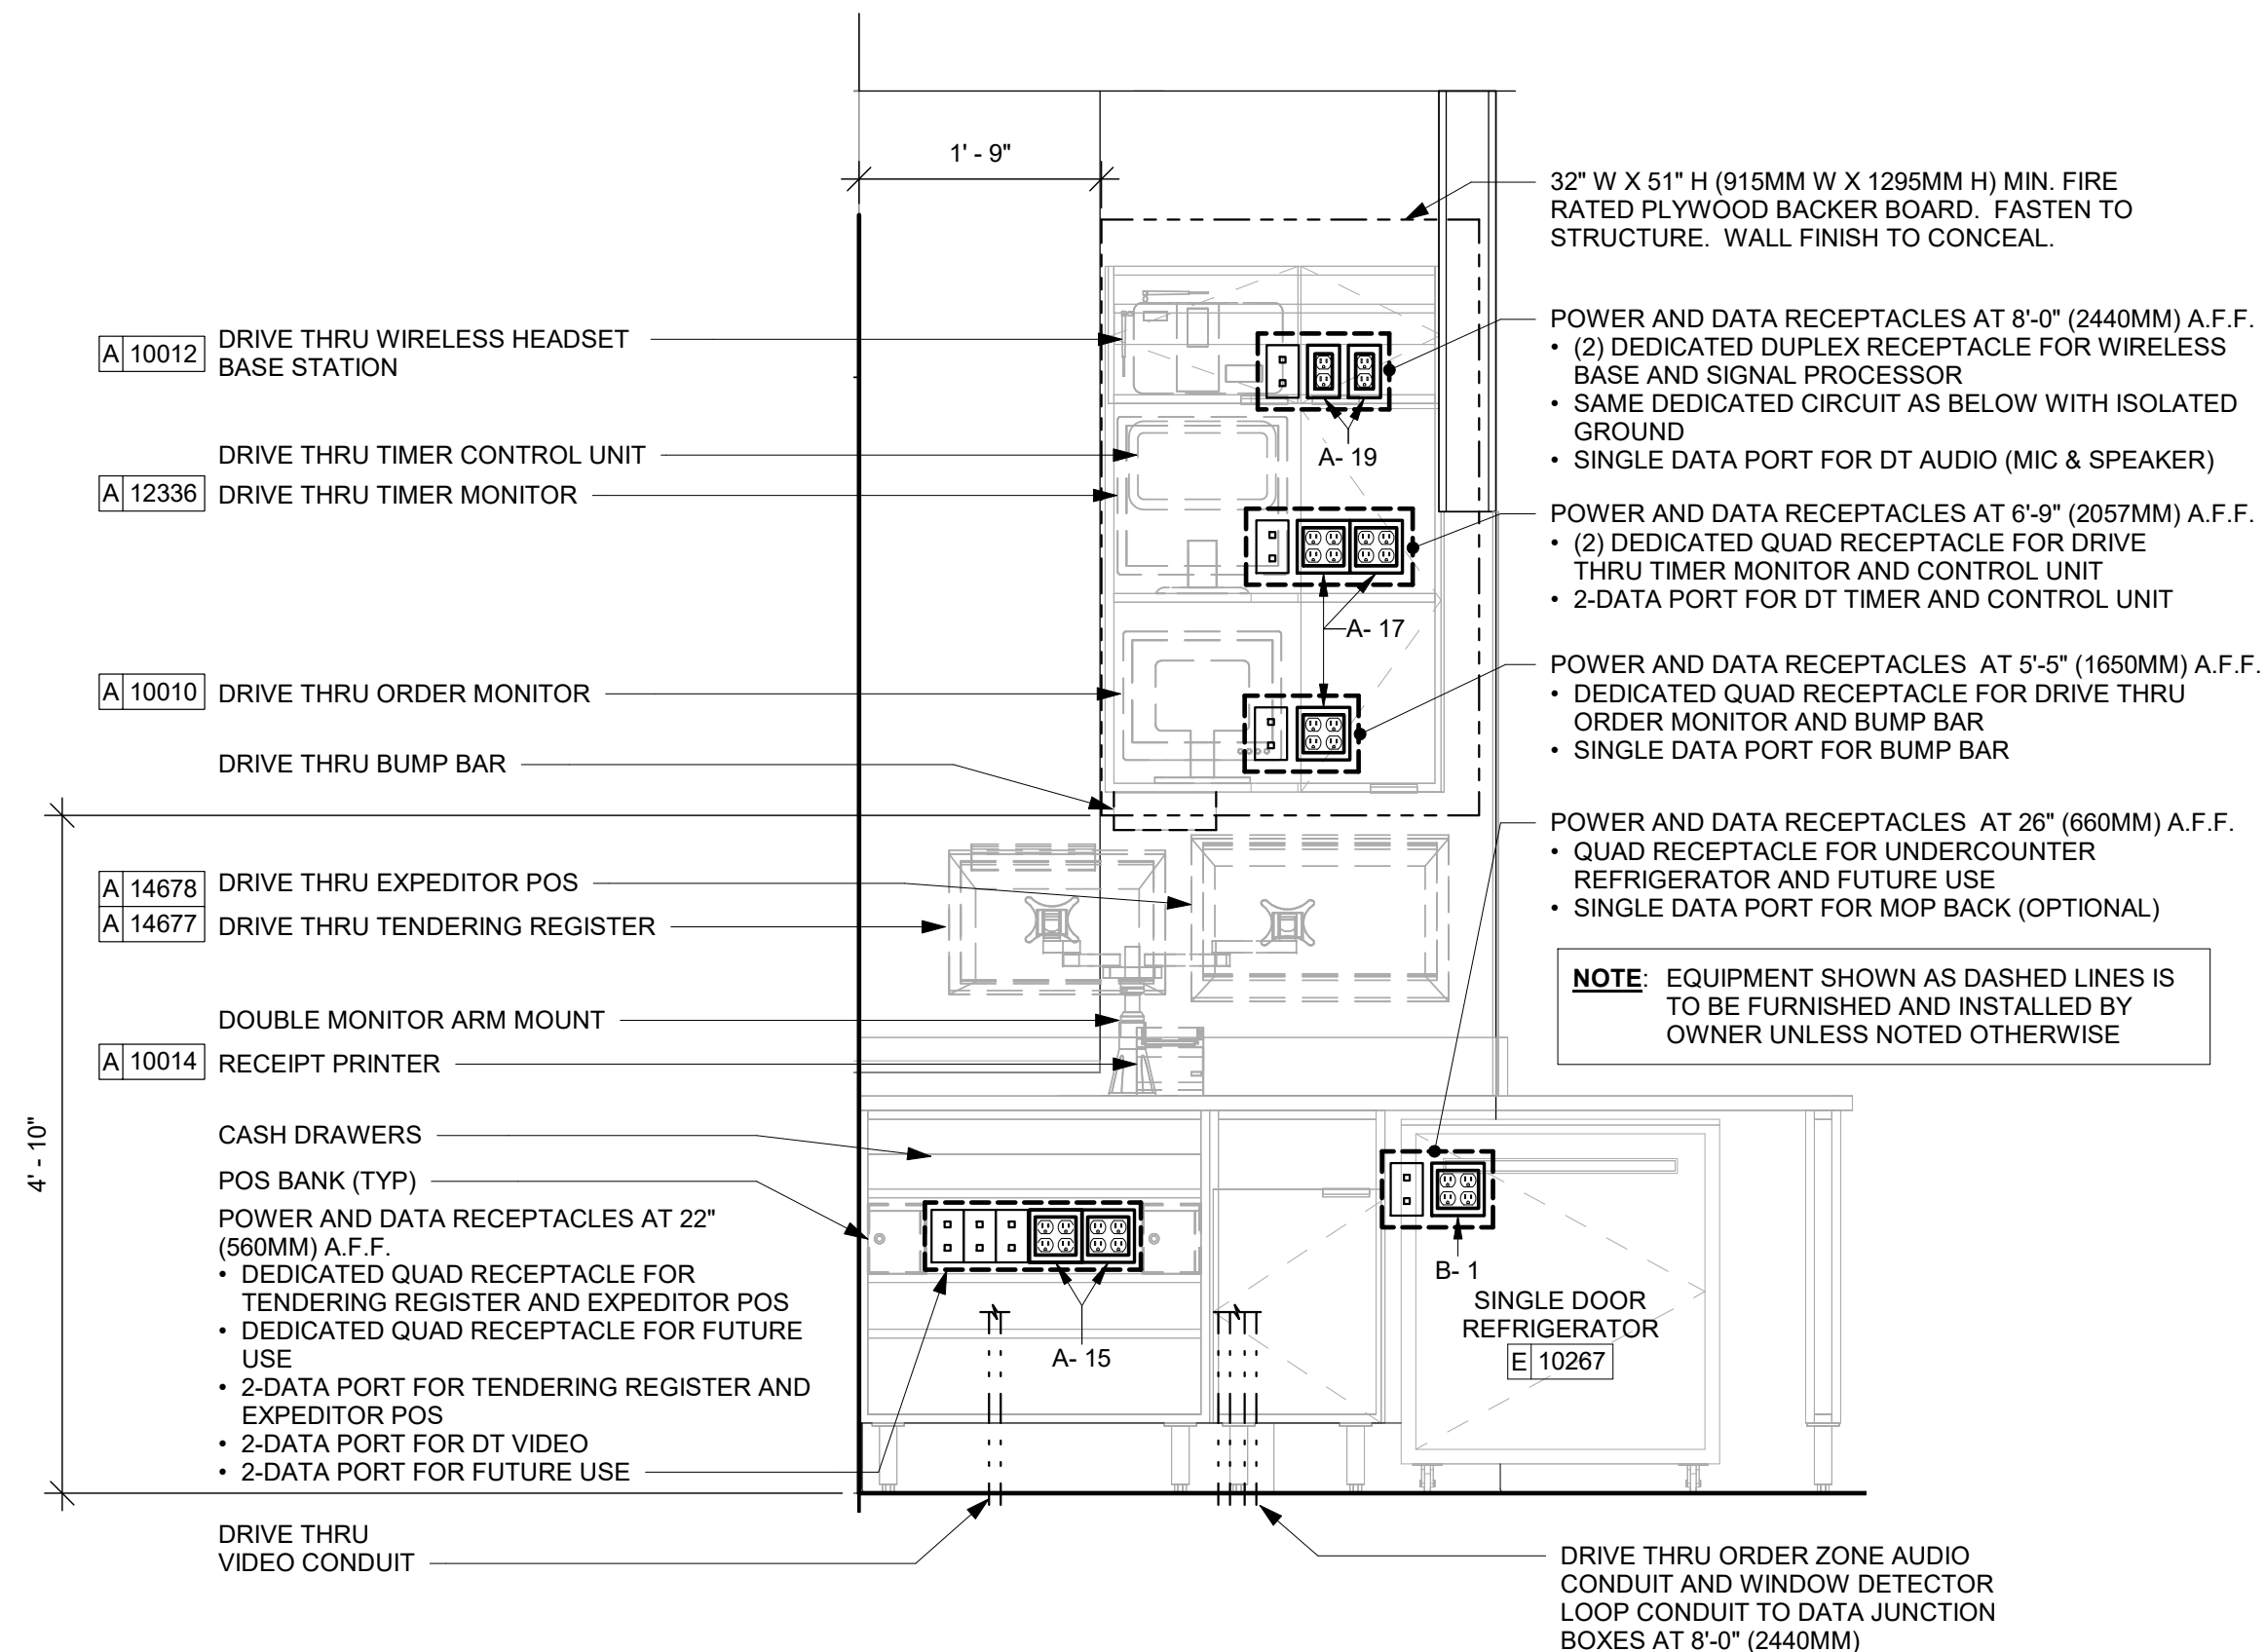 1' - 9"
32" W X 51" H (915MM W X 1295MM H) MIN. FIRE
RATED PLYWOOD BACKER BOARD. FASTEN TO
STRUCTURE. WALL FINISH TO CONCEAL.
A 10012
DRIVE THRU WIRELESS HEADSET
BASE STATION
DRIVE THRU TIMER CONTROL UNIT
A 12336
DRIVE THRU TIMER MONITOR
A 10010
DRIVE THRU ORDER MONITOR
DRIVE THRU BUMP BAR
A 14678
DRIVE THRU EXPEDITOR POS
A 14677
DRIVE THRU TENDERING REGISTER
DOUBLE MONITOR ARM MOUNT
A 10014
RECEIPT PRINTER
CASH DRAWERS
POS BANK (TYP)
POWER AND DATA RECEPTACLES AT 22"
(560MM) A.F.F.
• DEDICATED QUAD RECEPTACLE FOR
TENDERING REGISTER AND EXPEDITOR POS
• DEDICATED QUAD RECEPTACLE FOR FUTURE
USE
• 2-DATA PORT FOR TENDERING REGISTER AND
EXPEDITOR POS
• 2-DATA PORT FOR DT VIDEO
• 2-DATA PORT FOR FUTURE USE
4' - 10"
DRIVE THRU
VIDEO CONDUIT
A- 19
A- 17
A- 15
B- 1
SINGLE DOOR
REFRIGERATOR
E 10267
POWER AND DATA RECEPTACLES AT 8'-0" (2440MM) A.F.F.
• (2) DEDICATED DUPLEX RECEPTACLE FOR WIRELESS
BASE AND SIGNAL PROCESSOR
• SAME DEDICATED CIRCUIT AS BELOW WITH ISOLATED
GROUND
• SINGLE DATA PORT FOR DT AUDIO (MIC & SPEAKER)
POWER AND DATA RECEPTACLES AT 6'-9" (2057MM) A.F.F.
• (2) DEDICATED QUAD RECEPTACLE FOR DRIVE
THRU TIMER MONITOR AND CONTROL UNIT
• 2-DATA PORT FOR DT TIMER AND CONTROL UNIT
POWER AND DATA RECEPTACLES AT 5'-5" (1650MM) A.F.F.
• DEDICATED QUAD RECEPTACLE FOR DRIVE THRU
ORDER MONITOR AND BUMP BAR
• SINGLE DATA PORT FOR BUMP BAR
POWER AND DATA RECEPTACLES AT 26" (660MM) A.F.F.
• QUAD RECEPTACLE FOR UNDERCOUNTER
REFRIGERATOR AND FUTURE USE
• SINGLE DATA PORT FOR MOP BACK (OPTIONAL)
NOTE: EQUIPMENT SHOWN AS DASHED LINES IS
TO BE FURNISHED AND INSTALLED BY
OWNER UNLESS NOTED OTHERWISE
DRIVE THRU ORDER ZONE AUDIO
CONDUIT AND WINDOW DETECTOR
LOOP CONDUIT TO DATA JUNCTION
BOXES AT 8'-0" (2440MM)